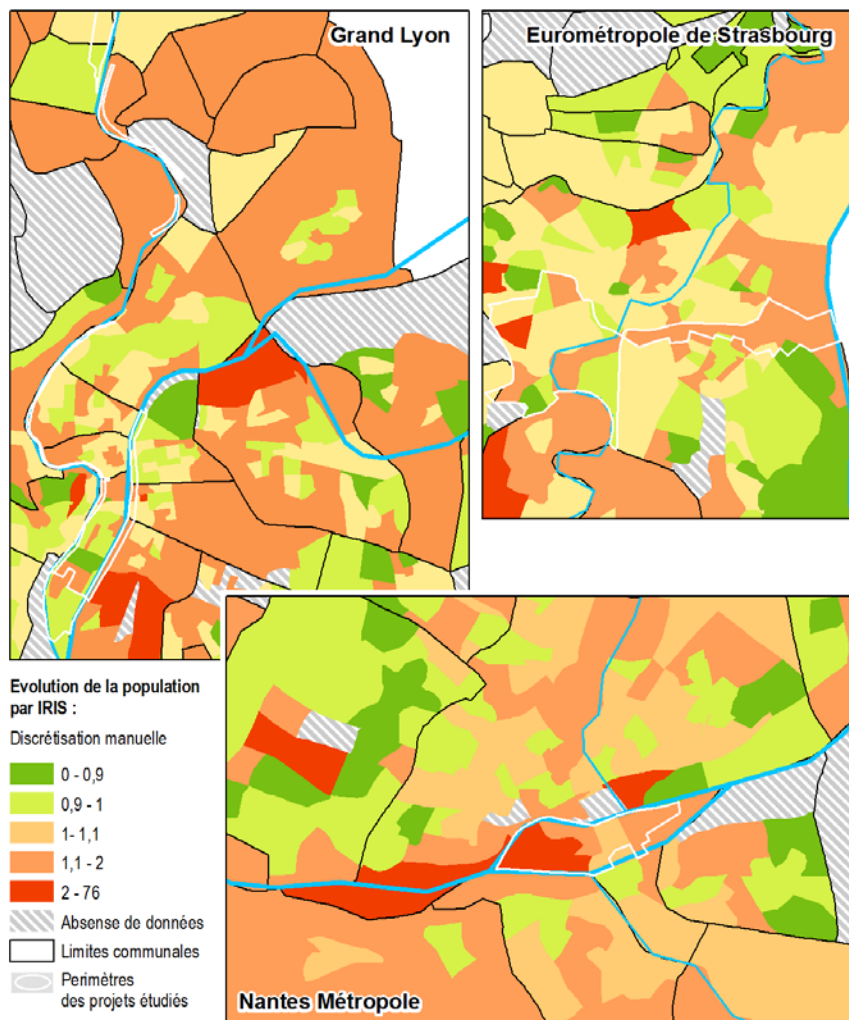 Grand Lyon
Eurométropole de Strasbourg
Evolution de la population
par IRIS :
Discrétisation manuelle
0 - 0,9
0,9 - 1
1- 1,1
1,1 - 2
2 - 76
Absense de données
Limites communales
Perimètres
des projets étudiés
Nantes Métropole